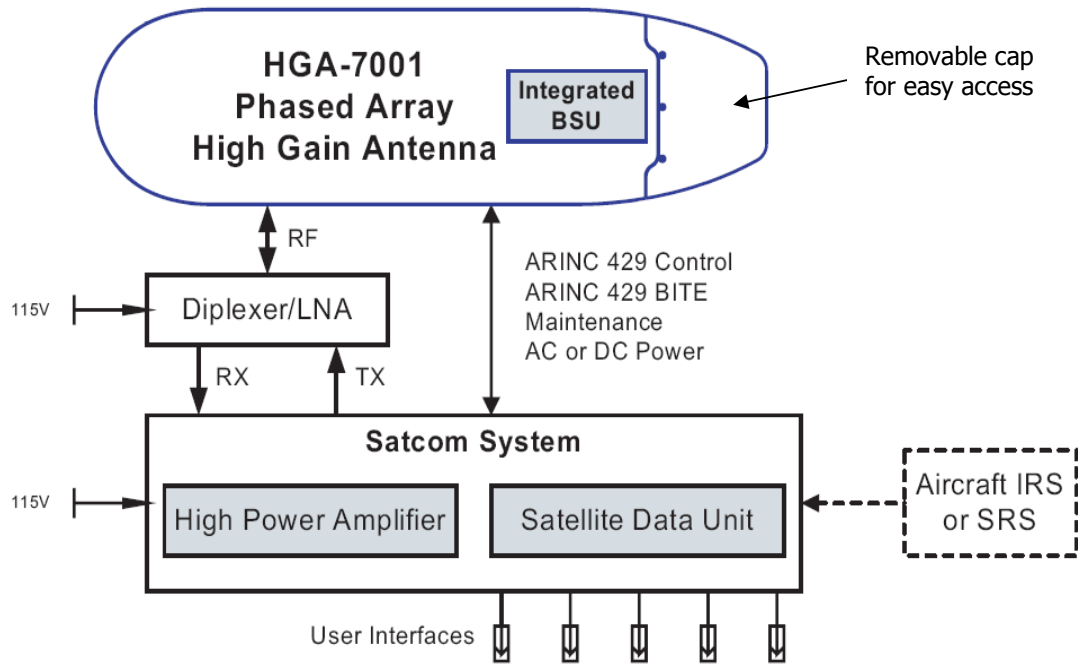 HGA-7001
Phased Array
High Gain Antenna
Integrated
BSU
Removable cap
for easy access
RF
ARINC 429 Control
ARINC 429 BITE
Maintenance
AC or DC Power
115V
Diplexer/LNA
RX
TX
Satcom System
115V
High Power Amplifier
Satellite Data Unit
Aircraft IRS
or SRS
User Interfaces